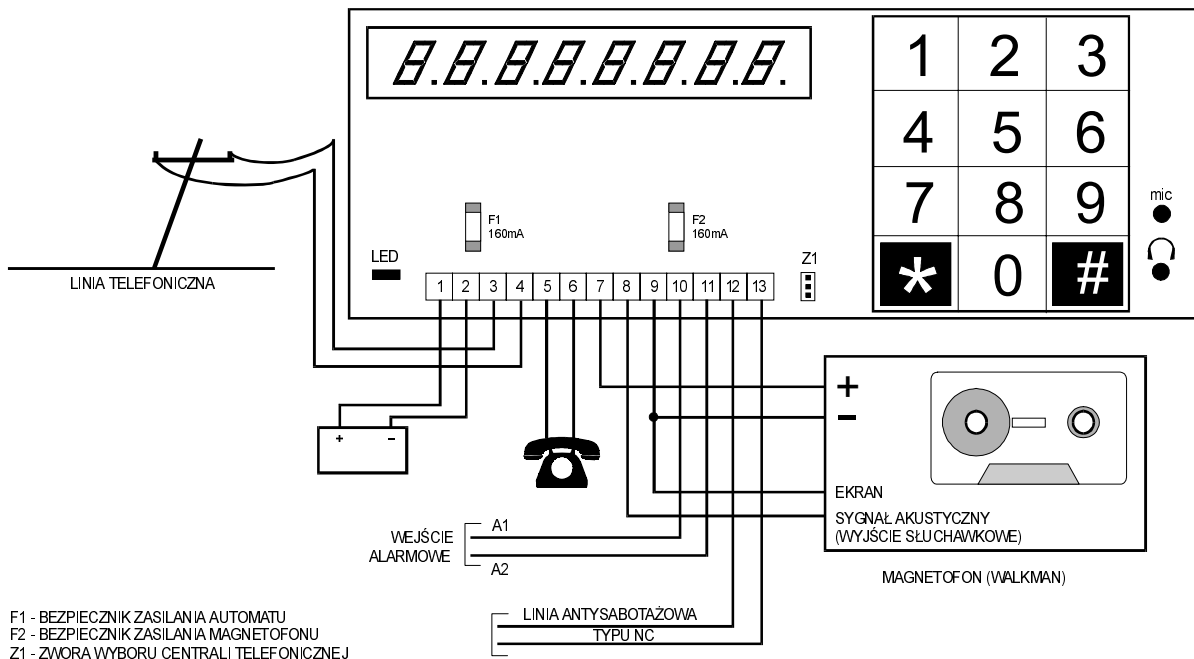 8.8.8.8.8.8.8.8.
1 2 3
4 5 6
7 8 9
* 0 #
mic
F1
160mA
F2
160mA
LED
Z1
LINIA TELEFONICZNA
1 2 3 4 5 6 7 8 9 10 11 12 13
+ -
+
-
EKRAN
SYGNAŁ AKUSTYCZNY
(WYJŚCIE SŁUCHAWKOWE)
MAGNETOFON (WALKMAN)
A1
WEJŚCIE
ALARMOWE
A2
LINIA ANTYSABOTAŻOWA
TYPU NC
F1 - BEZPIECZNIK ZASILANIA AUTOMATU
F2 - BEZPIECZNIK ZASILANIA MAGNETOFONU
Z1 - ZWORA WYBORU CENTRALI TELEFONICZNEJ